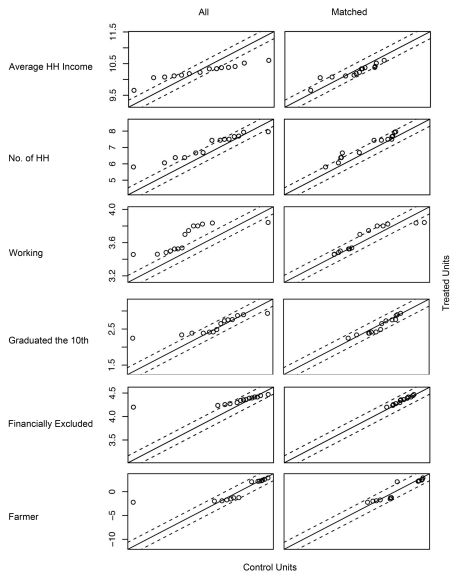 All Matched
Average HH Income
9.5 10.5 11.5
No. of HH
5 6 7 8
Working
3.2 3.6 4.0
Graduated the 10th
1.5 2.5
Financially Excluded
3.5 4.0 4.5
Farmer
−10 −5 0
Control Units
Treated Units